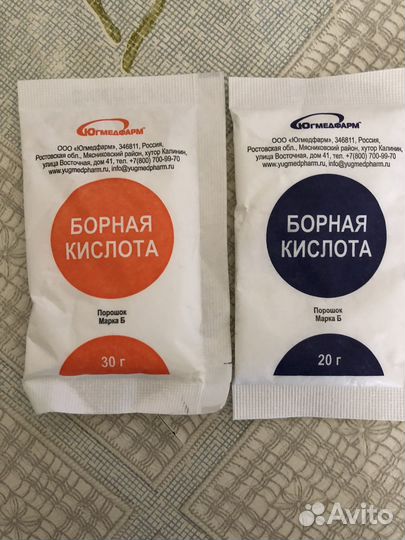 ЮГМЕДФАРМ™
ООО «Югмедфарм», 346811, Россия,
Ростовская обл., Мясниковский район, хутор Калинин,
улица Восточная, дом 41, тел. +7(800) 700-99-70
www.yugmedpharm.ru, info@yugmedpharm.ru
БОРНАЯ
КИСЛОТА
Порошок
Марка Б
30 г
ЮГМЕДФАРМ™
ООО «Югмедфарм», 346811, Россия,
Ростовская обл., Мясниковский район, хутор Калинин,
улица Восточная, дом 41, тел. +7(800) 700-99-70
www.yugmedpharm.ru, info@yugmedpharm.ru
БОРНАЯ
КИСЛОТА
Порошок
Марка Б
20 г
Avito